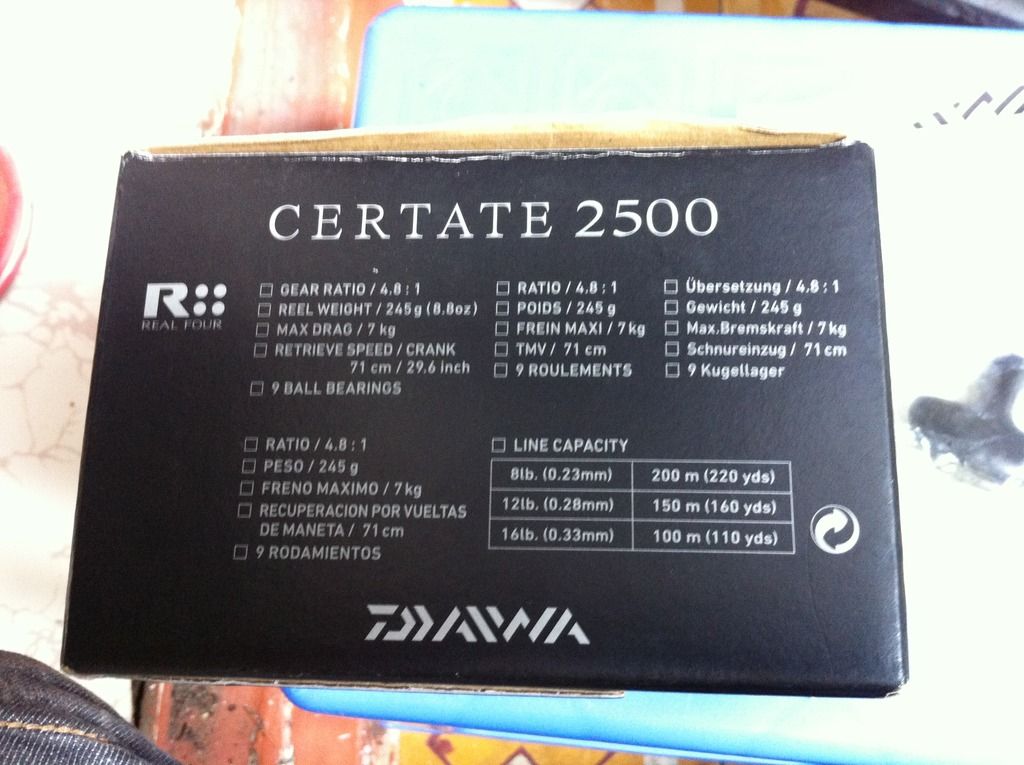 CERTATE 2500
R
REAL FOUR
GEAR RATIO / 4.8 : 1
REEL WEIGHT / 245g (8.8oz)
MAX DRAG / 7 kg
RETRIEVE SPEED / CRANK
71 cm / 29.6 inch
9 BALL BEARINGS
RATIO / 4.8 : 1
POIDS / 245 g
FREIN MAXI / 7 kg
TMV / 71 cm
9 ROULEMENTS
Übersetzung / 4.8 : 1
Gewicht / 245 g
Max.Bremskraft / 7 kg
Schnureinzug / 71 cm
9 Kugellager
RATIO / 4.8 : 1
PESO / 245 g
FRENO MAXIMO / 7 kg
RECUPERACION POR VUELTAS
DE MANETA / 71 cm
9 RODAMIENTOS
LINE CAPACITY
8lb. (0.23mm) 200 m (220 yds)
12lb. (0.28mm) 150 m (160 yds)
16lb. (0.33mm) 100 m (110 yds)
DAIWA